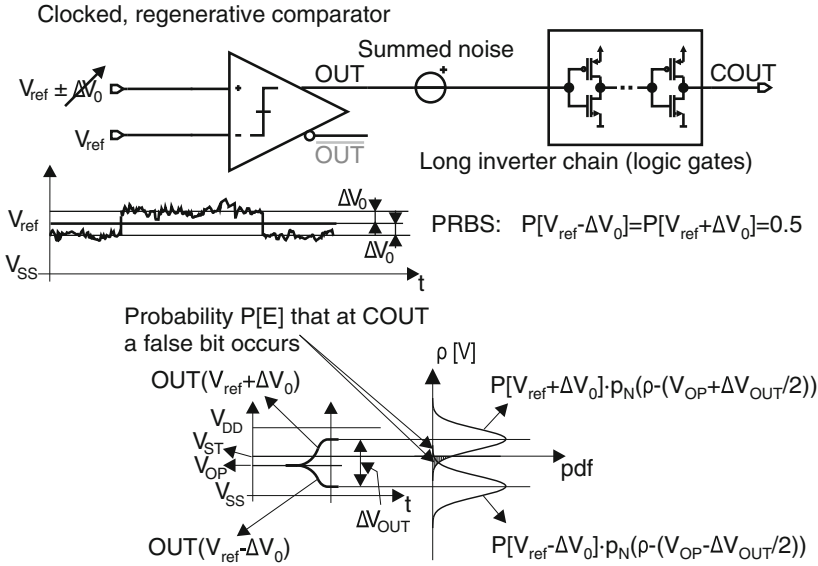 Clocked, regenerative comparator
Summed noise
OUT
COUT
V_ref ± ΔV_0
+
+
V_ref
-
OUT
Long inverter chain (logic gates)
ΔV_0
V_ref
ΔV_0
PRBS: P[V_ref-ΔV_0]=P[V_ref+ΔV_0]=0.5
V_SS
t
Probability P[E] that at COUT
a false bit occurs
ρ [V]
OUT(V_ref+ΔV_0)
P[V_ref+ΔV_0]·p_N(ρ-(V_OP+ΔV_OUT/2))
V_DD
V_ST
V_OP
pdf
V_SS
t
ΔV_OUT
OUT(V_ref-ΔV_0)
P[V_ref-ΔV_0]·p_N(ρ-(V_OP-ΔV_OUT/2))